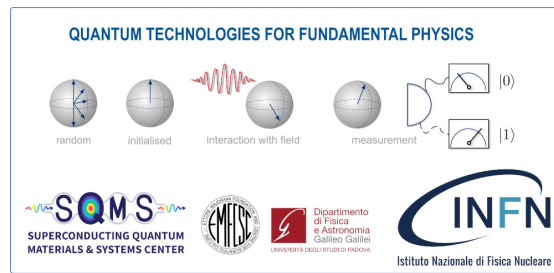 QUANTUM TECHNOLOGIES FOR FUNDAMENTAL PHYSICS
|0⟩
|1⟩
random
initialised
interaction with field
measurement
SQMS
SUPERCONDUCTING QUANTUM
MATERIALS & SYSTEMS CENTER
EMFCSC
Dipartimento
di Fisica
e Astronomia
Galileo Galilei
UNIVERSITÀ DEGLI STUDI DI PADOVA
INFN
Istituto Nazionale di Fisica Nucleare